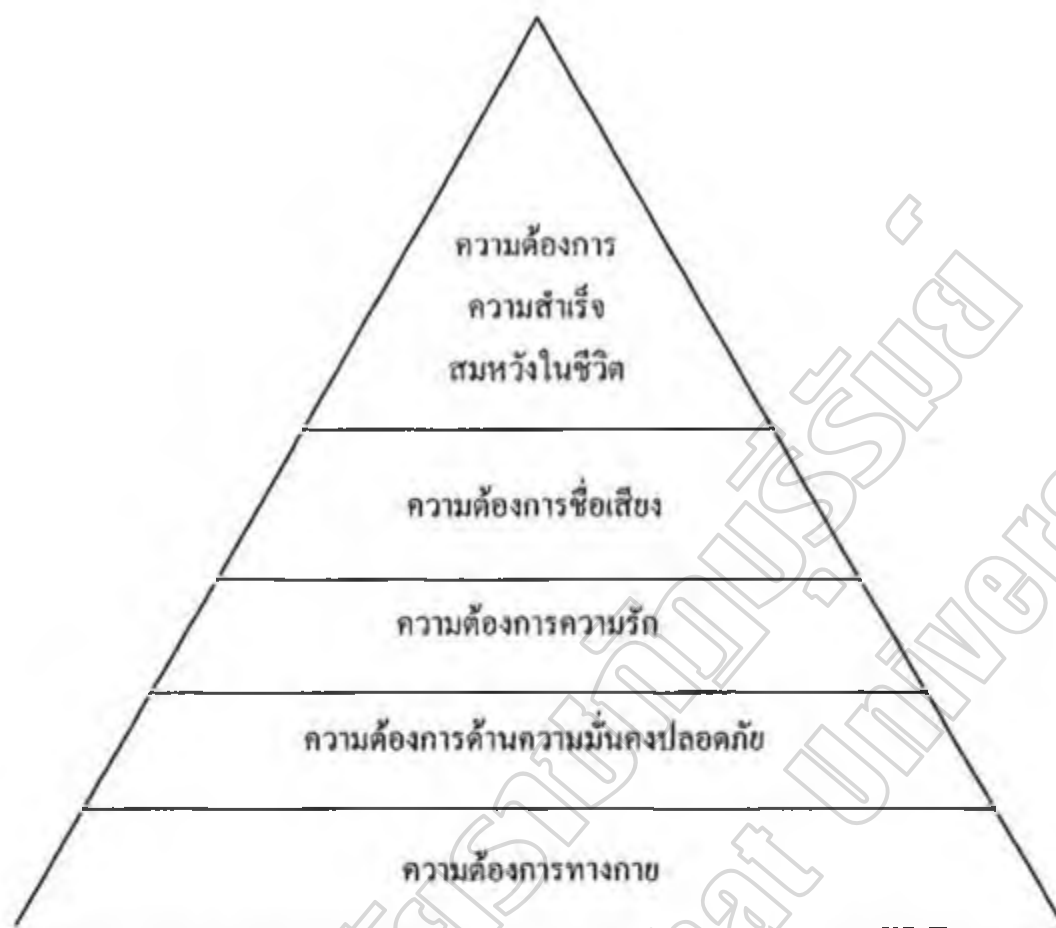 ความต้องการ
ความสำเร็จ
สมหวังในชีวิต
ความต้องการชื่อเสียง
ความต้องการความรัก
ความต้องการด้านความมั่นคงปลอดภัย
ความต้องการทางกาย